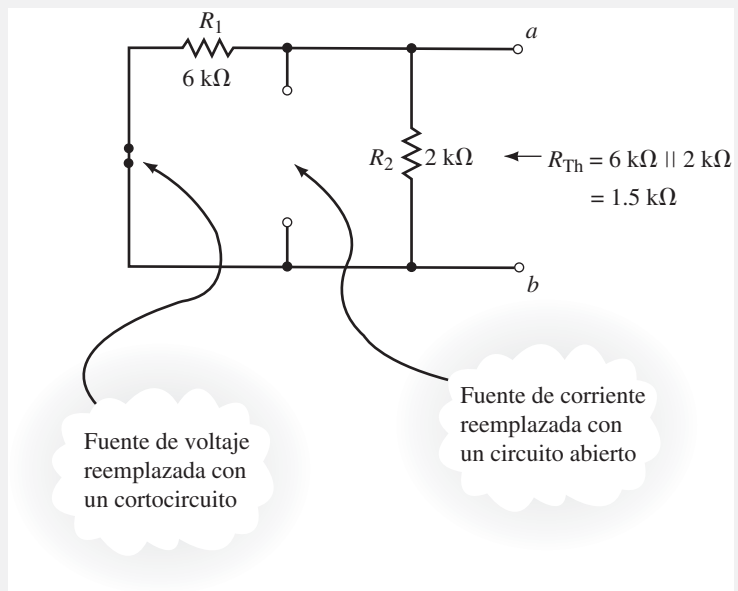 R1
a
6 kΩ
R2 2 kΩ
RTh = 6 kΩ || 2 kΩ
= 1.5 kΩ
b
Fuente de corriente
reemplazada con
un circuito abierto
Fuente de voltaje
reemplazada con
un cortocircuito